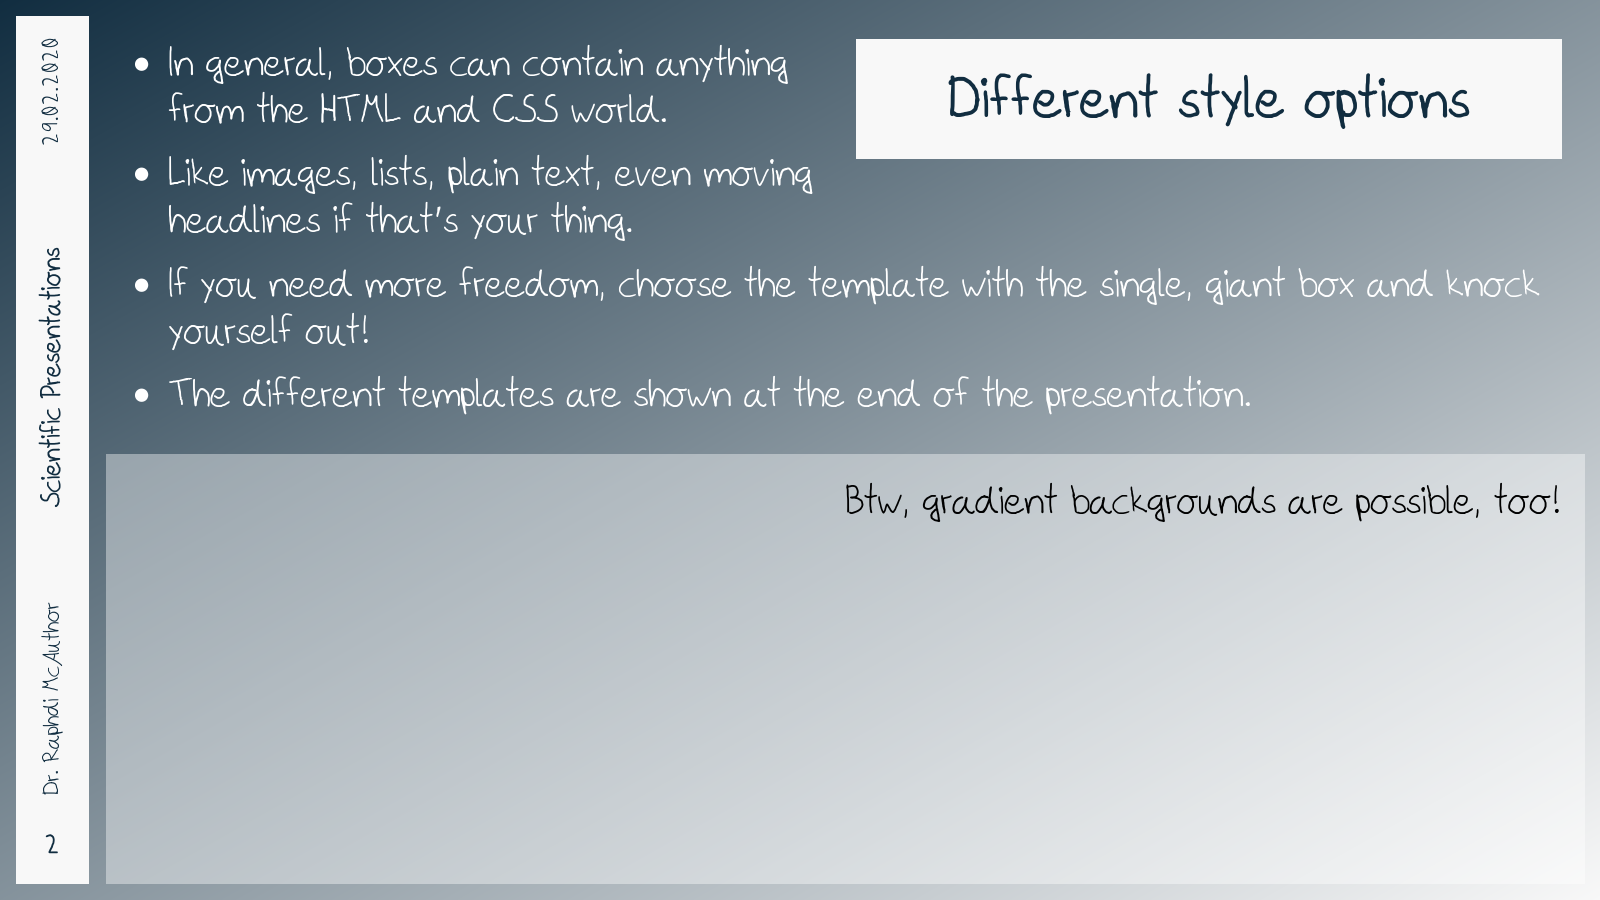 Different style options
• In general, boxes can contain anything
from the HTML and CSS world.
• Like images, lists, plain text, even moving
headlines if that's your thing.
• If you need more freedom, choose the template with the single, giant box and knock
yourself out!
• The different templates are shown at the end of the presentation.
Btw, gradient backgrounds are possible, too!
29.02.2020
Scientific Presentations
Dr. Raphdi McAuthor
2